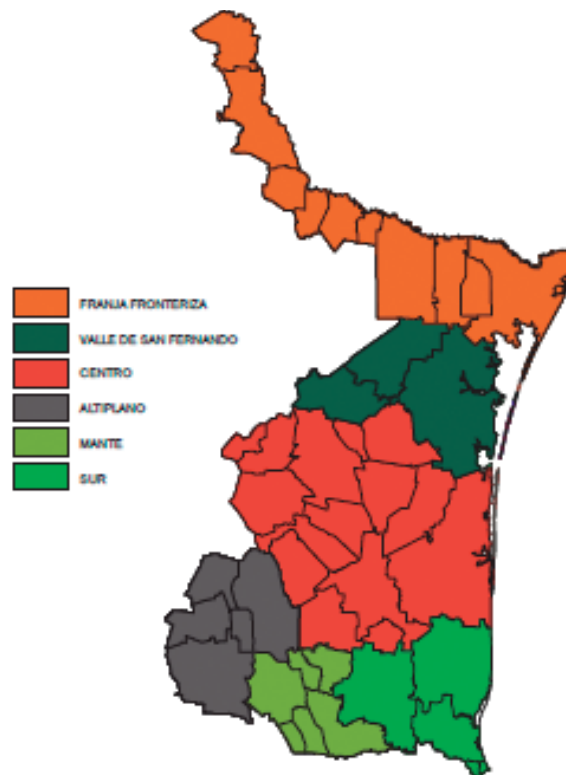 FRANJA FRONTERIZA
VALLE DE SAN FERNANDO
CENTRO
ALTIPLANO
MANTE
SUR